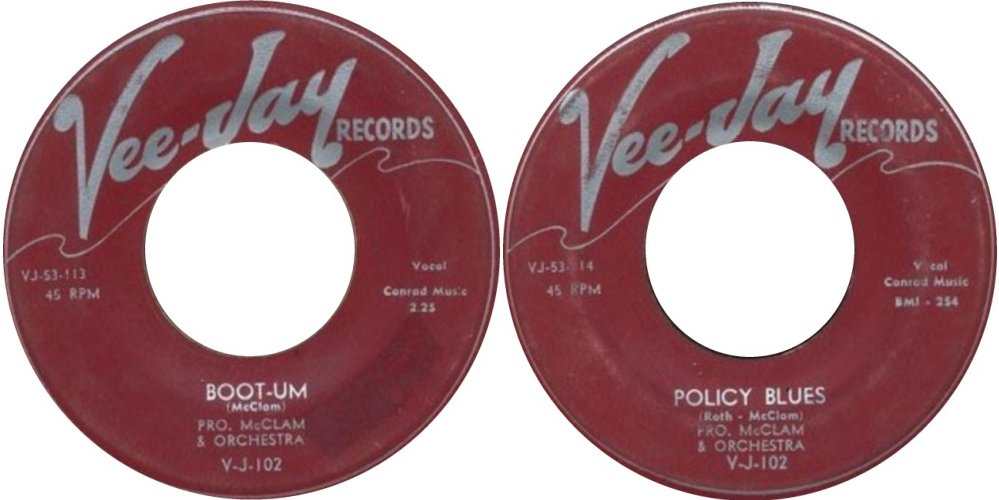 Vee-Jay
RECORDS
VJ-53-113
45 RPM
Vocal
Conrad Music
2.25
BOOT-UM
(McClam)
PRO. McCLAM
& ORCHESTRA
V-J-102
Vee-Jay
RECORDS
VJ-53- 14
45 RPM
V cal
Conrad Music
BMI - 254
POLICY BLUES
(Roth - McClam)
PRO. McCLAM
& ORCHESTRA
V-J-102